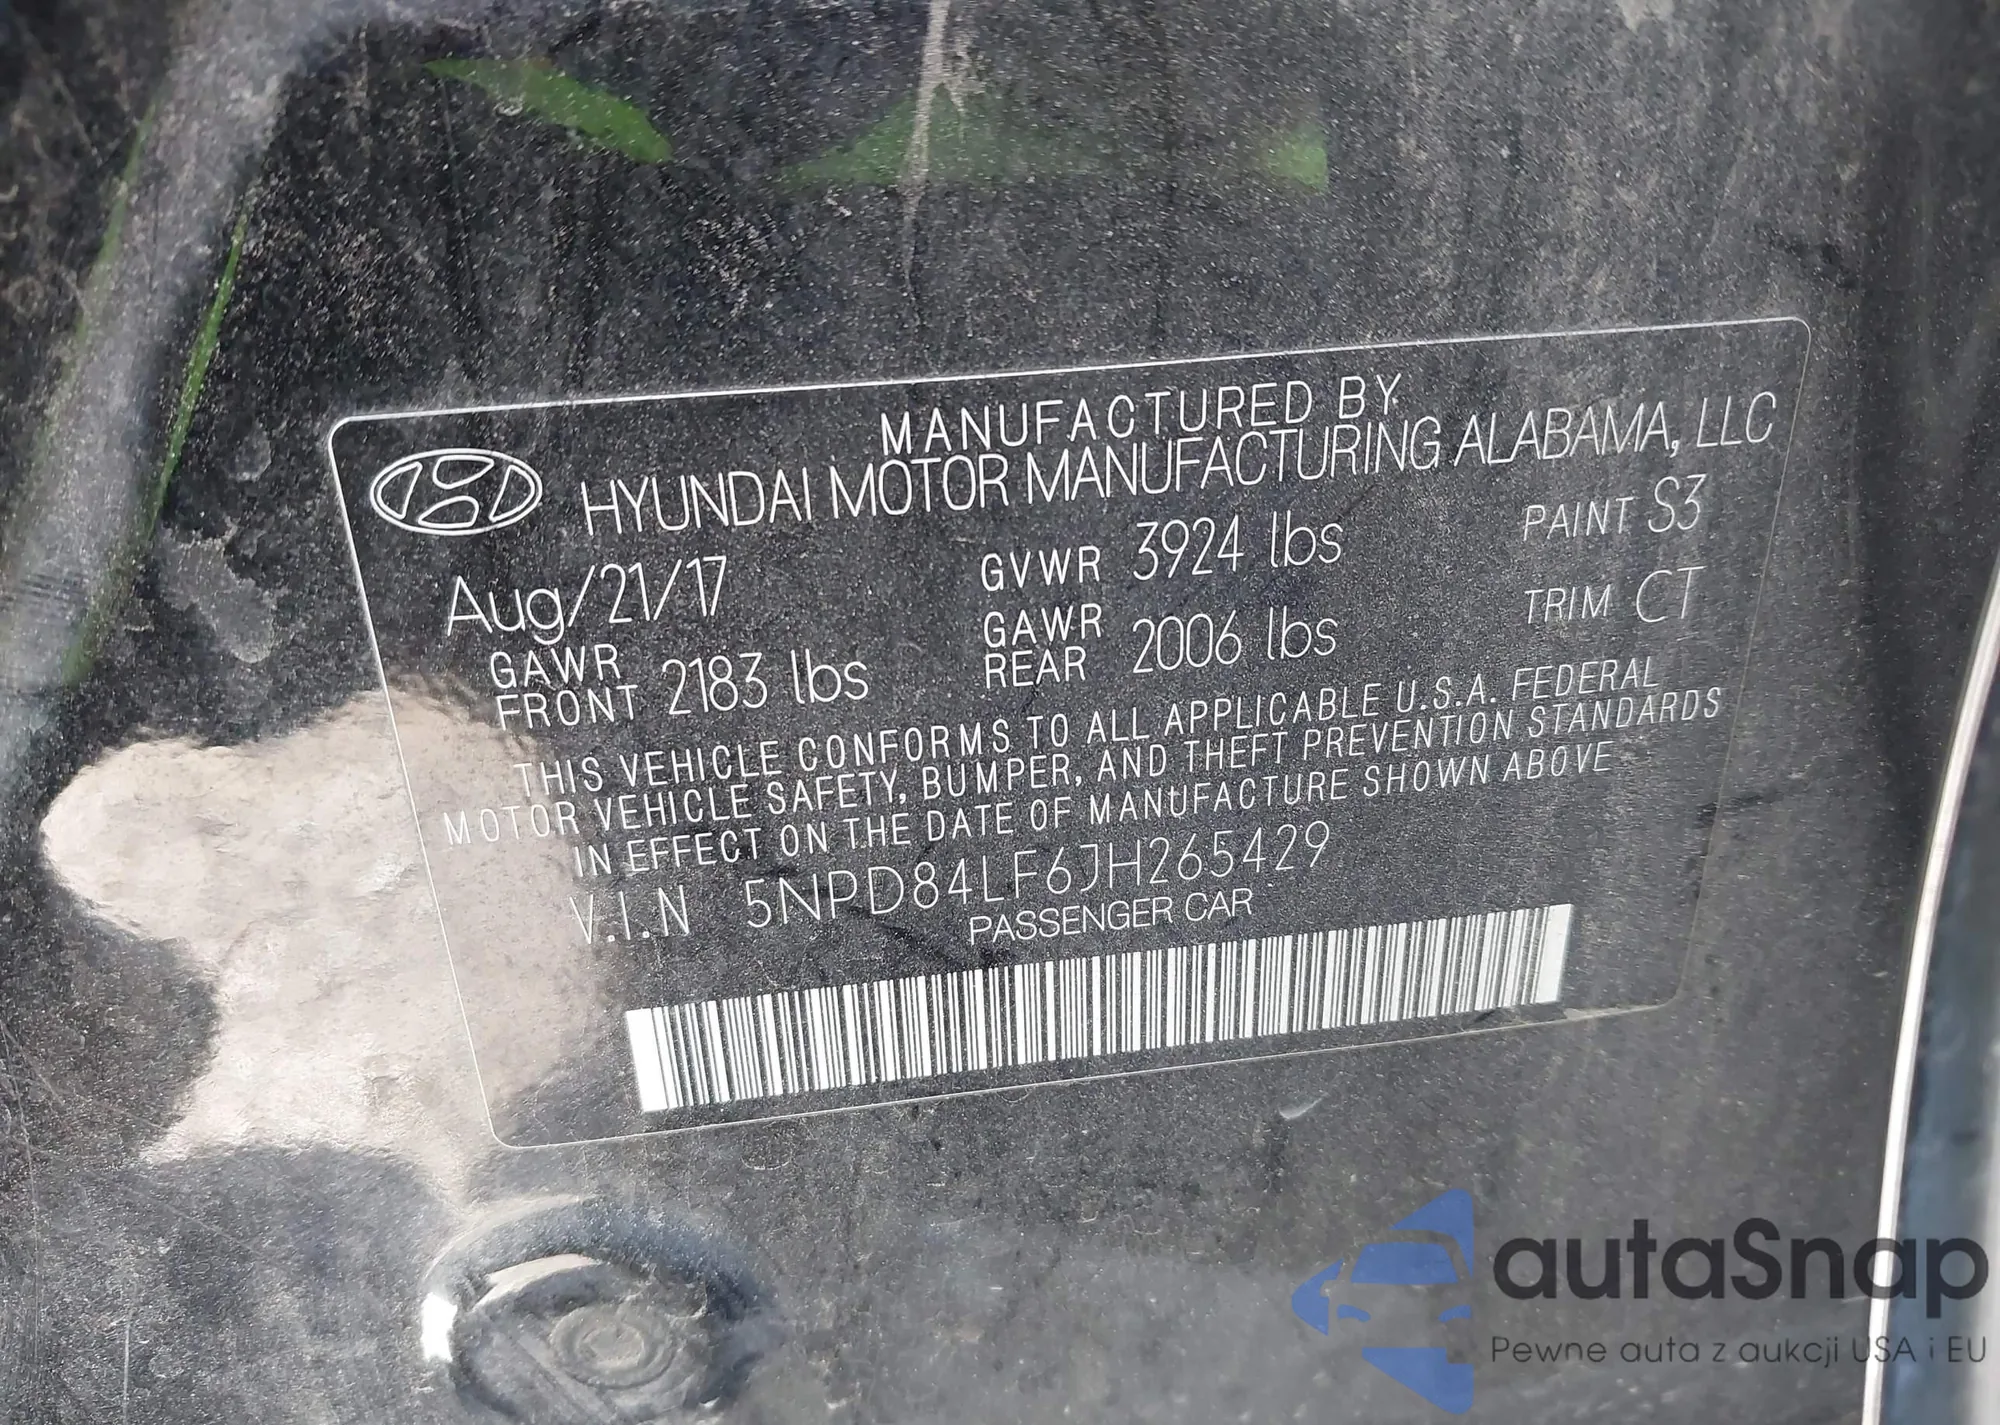 MANUFACTURED BY
HYUNDAI MOTOR MANUFACTURING ALABAMA, LLC
Aug/21/17 GVWR 3924 lbs PAINT S3
GAWR FRONT 2183 lbs GAWR REAR 2006 lbs TRIM CT
THIS VEHICLE CONFORMS TO ALL APPLICABLE U.S.A. FEDERAL
MOTOR VEHICLE SAFETY, BUMPER, AND THEFT PREVENTION STANDARDS
IN EFFECT ON THE DATE OF MANUFACTURE SHOWN ABOVE
V.I.N 5NPD84LF6JH265429
PASSENGER CAR
autaSnap
Pewne auta z aukcji USA i EU